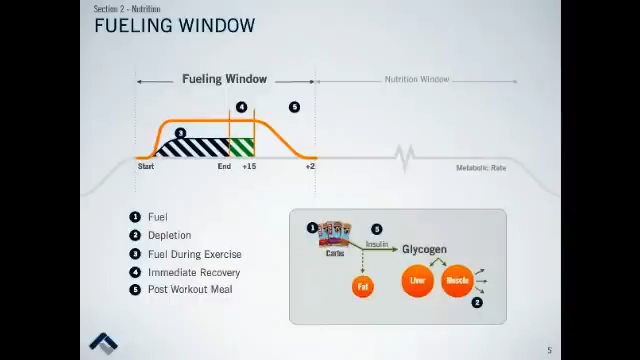 Section 2 - Nutrition
FUELING WINDOW
Fueling Window
Nutrition Window
4
5
3
Start
End
+15
+2
Metabolic Rate
1 Fuel
2 Depletion
3 Fuel During Exercise
4 Immediate Recovery
5 Post Workout Meal
1
5
Insulin
Glycogen
Carbs
Fat
Liver
Muscle
2
5